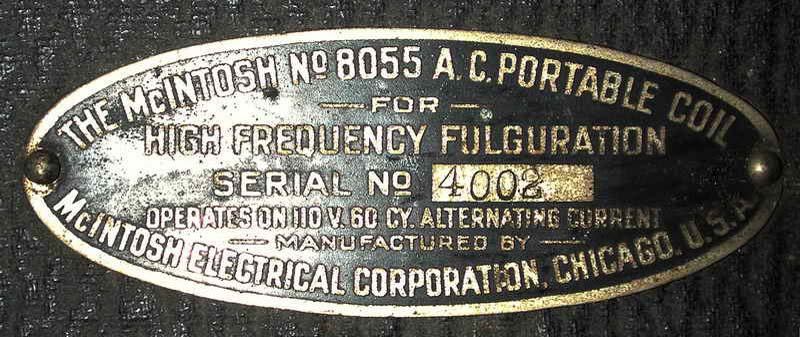 THE McINTOSH Nº 8055 A.C. PORTABLE COIL
FOR
HIGH FREQUENCY FULGURATION
SERIAL Nº 4002
OPERATES ON 110 V. 60 CY. ALTERNATING CURRENT
MANUFACTURED BY
McINTOSH ELECTRICAL CORPORATION, CHICAGO. U.S.A.